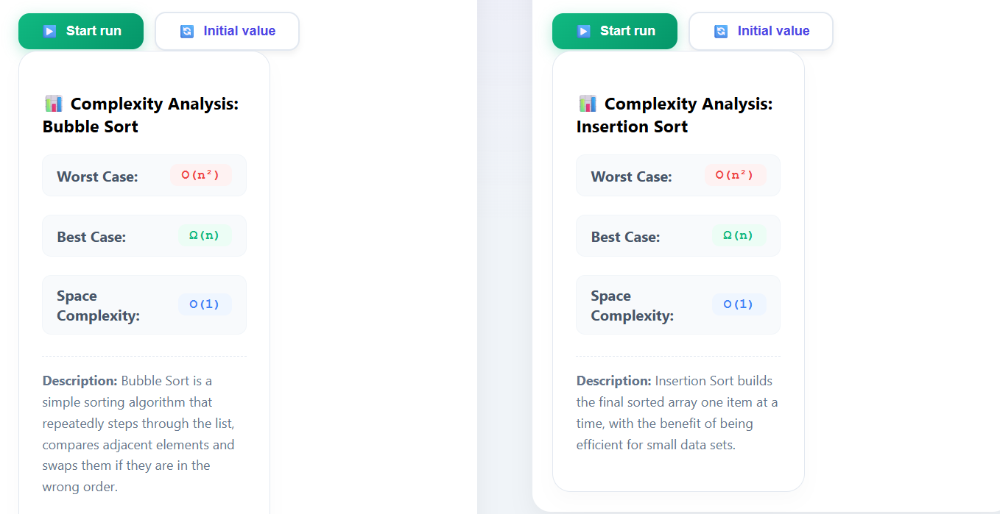 Start run
Initial value
Complexity Analysis:
Bubble Sort
Worst Case:
O(n²)
Best Case:
Ω(n)
Space
Complexity:
O(1)
Description: Bubble Sort is a
simple sorting algorithm that
repeatedly steps through the list,
compares adjacent elements and
swaps them if they are in the
wrong order.
Start run
Initial value
Complexity Analysis:
Insertion Sort
Worst Case:
O(n²)
Best Case:
Ω(n)
Space
Complexity:
O(1)
Description: Insertion Sort builds
the final sorted array one item at a
time, with the benefit of being
efficient for small data sets.